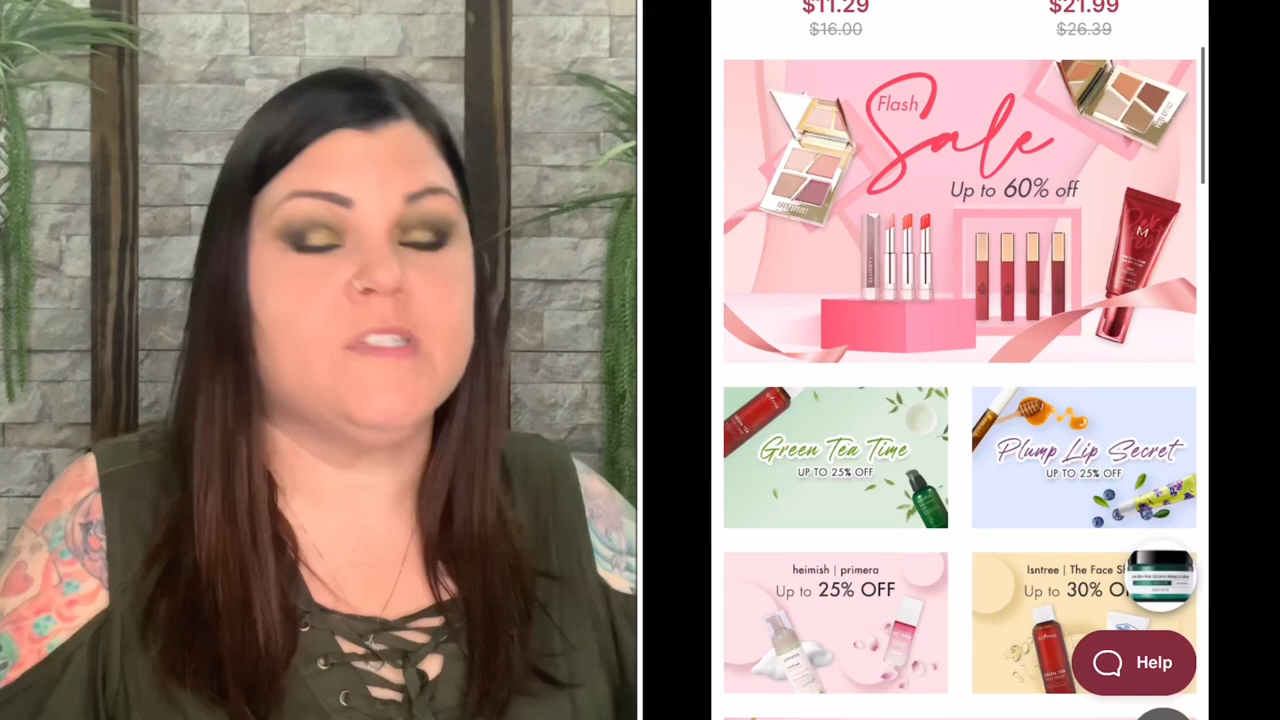 $11.29
$21.99
$16.00
$26.39
Flash
Sale
Up to 60% off
Green Tea Time
UP TO 25% OFF
Plump Lip Secret
UP TO 25% OFF
heimish | primera
Up to 25% OFF
Isntree | The Face S
Up to 30% O
Help